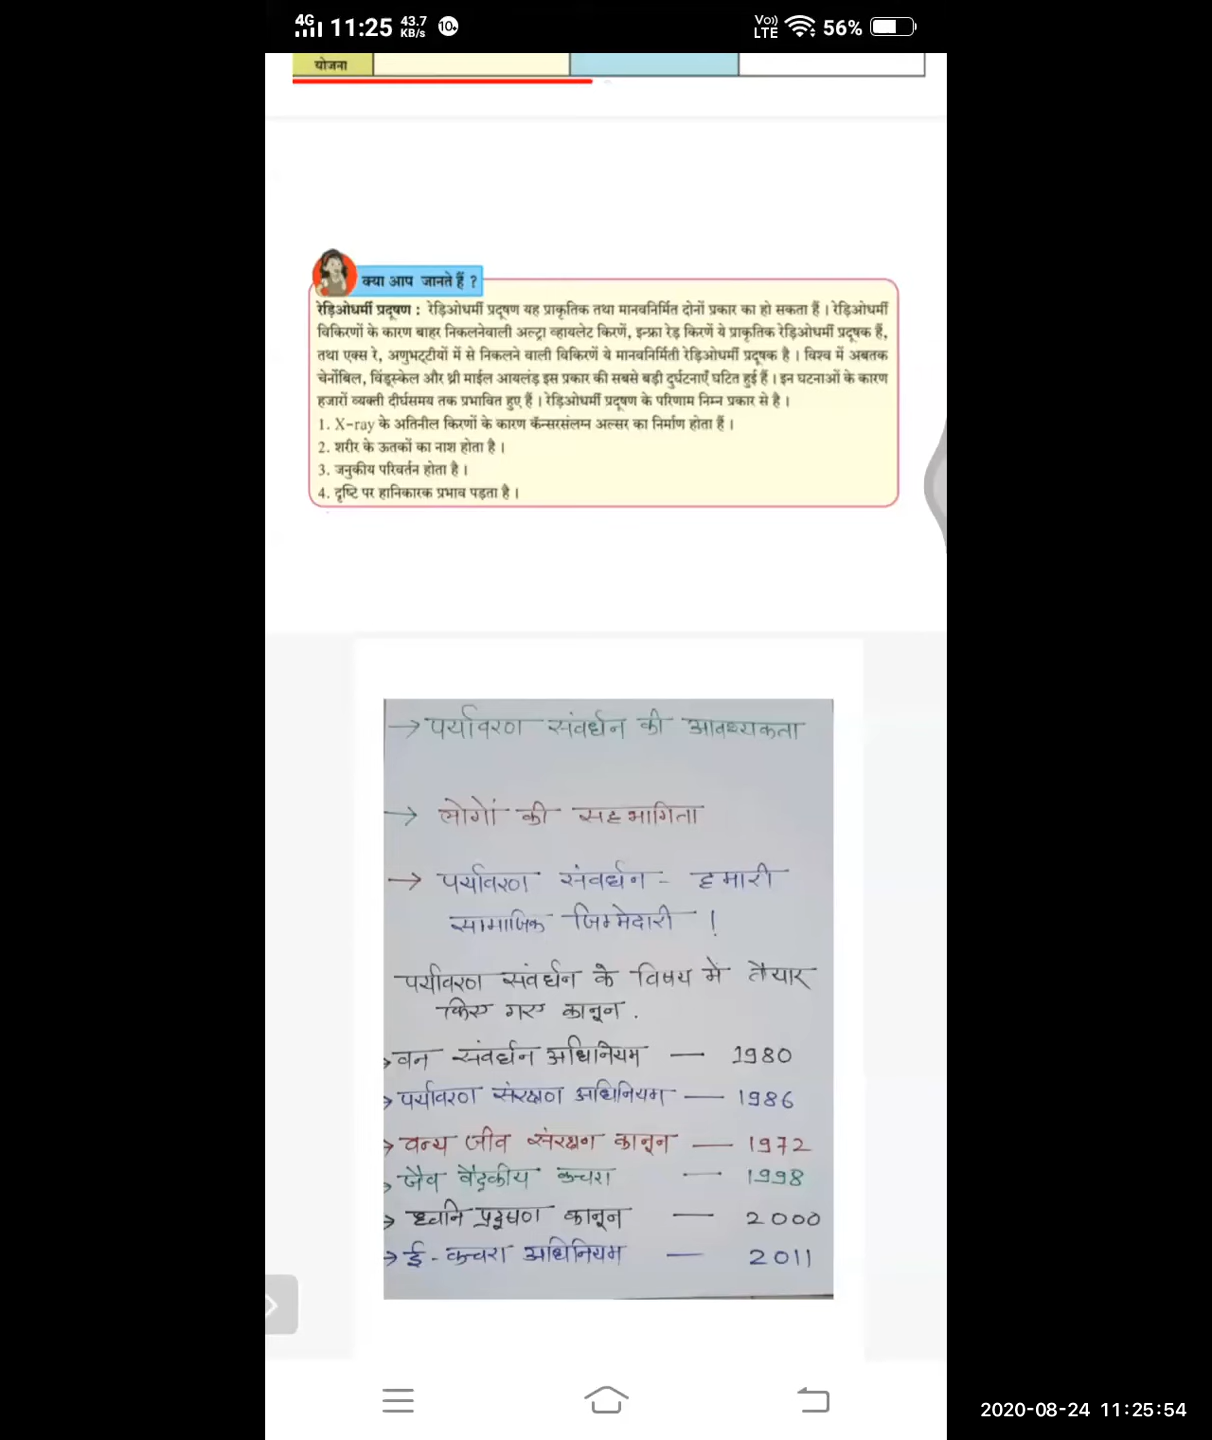 4G 11:25 43.7 KB/s 10+ Vo) LTE 56%
योजना
क्या आप जानते हैं ?
रेड़िओधर्मी प्रदूषण : रेड़िओधर्मी प्रदूषण यह प्राकृतिक तथा मानवनिर्मित दोनों प्रकार का हो सकता हैं । रेड़िओधर्मी
विकिरणों के कारण बाहर निकलनेवाली अल्ट्रा व्हायलेट किरणें, इन्फ्रा रेड़ किरणें ये प्राकृतिक रेड़िओधर्मी प्रदूषक हैं,
तथा एक्स रे, अणुभट्टीयों में से निकलने वाली विकिरणें ये मानवनिर्मिती रेड़िओधर्मी प्रदूषक है । विश्व में अबतक
चेर्नोबिल, विंड्स्केल और थ्री माईल आयलंड़ इस प्रकार की सबसे बड़ी दुर्घटनाएँ घटित हुई हैं । इन घटनाओं के कारण
हजारों व्यक्ती दीर्घसमय तक प्रभावित हुए हैं । रेड़िओधर्मी प्रदूषण के परिणाम निम्न प्रकार से है ।
1. X-ray के अतिनील किरणों के कारण कॅन्सरसंलग्न अल्सर का निर्माण होता हैं ।
2. शरीर के ऊतकों का नाश होता है ।
3. जनुकीय परिवर्तन होता है ।
4. दृष्टि पर हानिकारक प्रभाव पड़ता है ।
→ पर्यावरण संवर्धन की आवश्यकता
→ लोगों की सहभागिता
→ पर्यावरण संवर्धन - हमारी
सामाजिक जिम्मेदारी !
पर्यावरण संवर्धन के विषय में तैयार
किए गए कानून .
→ वन संवर्धन अधिनियम — 1980
→ पर्यावरण संरक्षण अधिनियम — 1986
→ वन्य जीव संरक्षण कानून — 1972
→ जैव वैद्रकीय कचरा — 1998
→ ध्वनि प्रदूषण कानून — 2000
→ ई - कचरा अधिनियम — 2011
2020-08-24 11:25:54